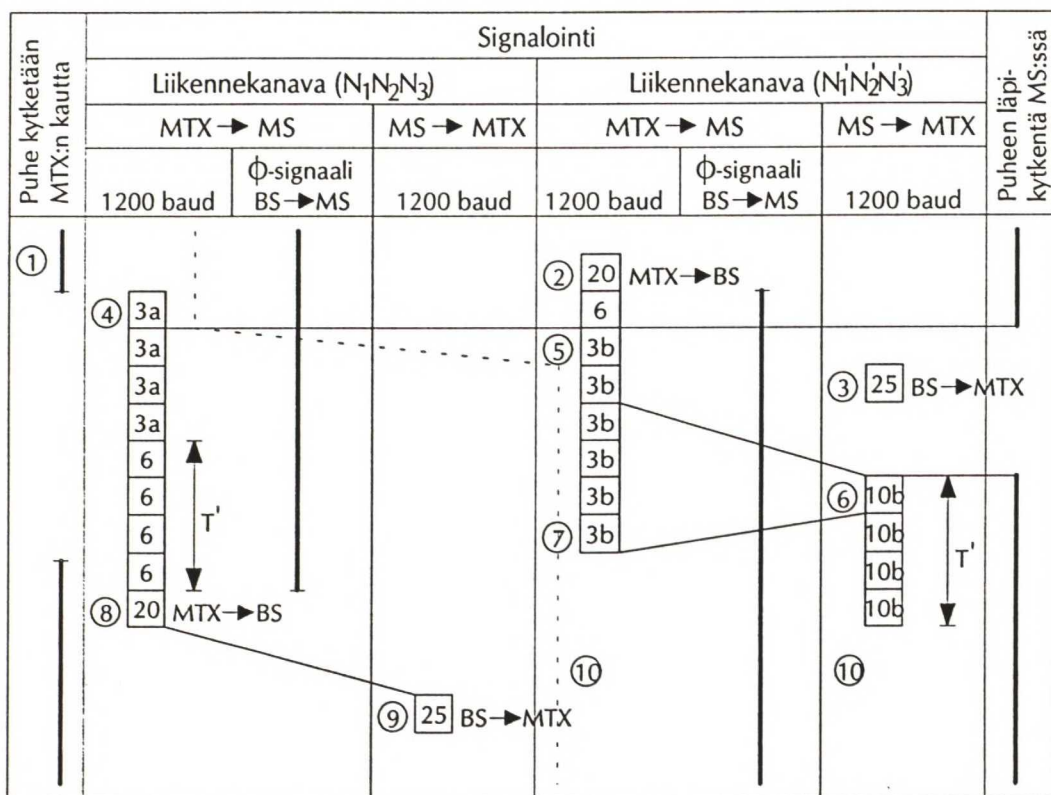 Puhe kytketään
MTX:n kautta
Signalointi
Puheen läpi-
kytkentä MS:ssä
Liikennekanava (N₁N₂N₃)
Liikennekanava (N₁'N₂'N₃')
MTX → MS
MS → MTX
MTX → MS
MS → MTX
1200 baud
ϕ-signaali
BS→MS
1200 baud
1200 baud
ϕ-signaali
BS→MS
1200 baud
① 
② 20 MTX→BS
④ 3a
6
3a
⑤ 3b
3a
3b
③ 25 BS→MTX
3a
3b
6
3b
6
3b
⑥ 10b
6
T'
⑦ 3b
10b
T'
6
10b
⑧ 20 MTX→BS
10b
⑩
⑩
⑨ 25 BS→MTX